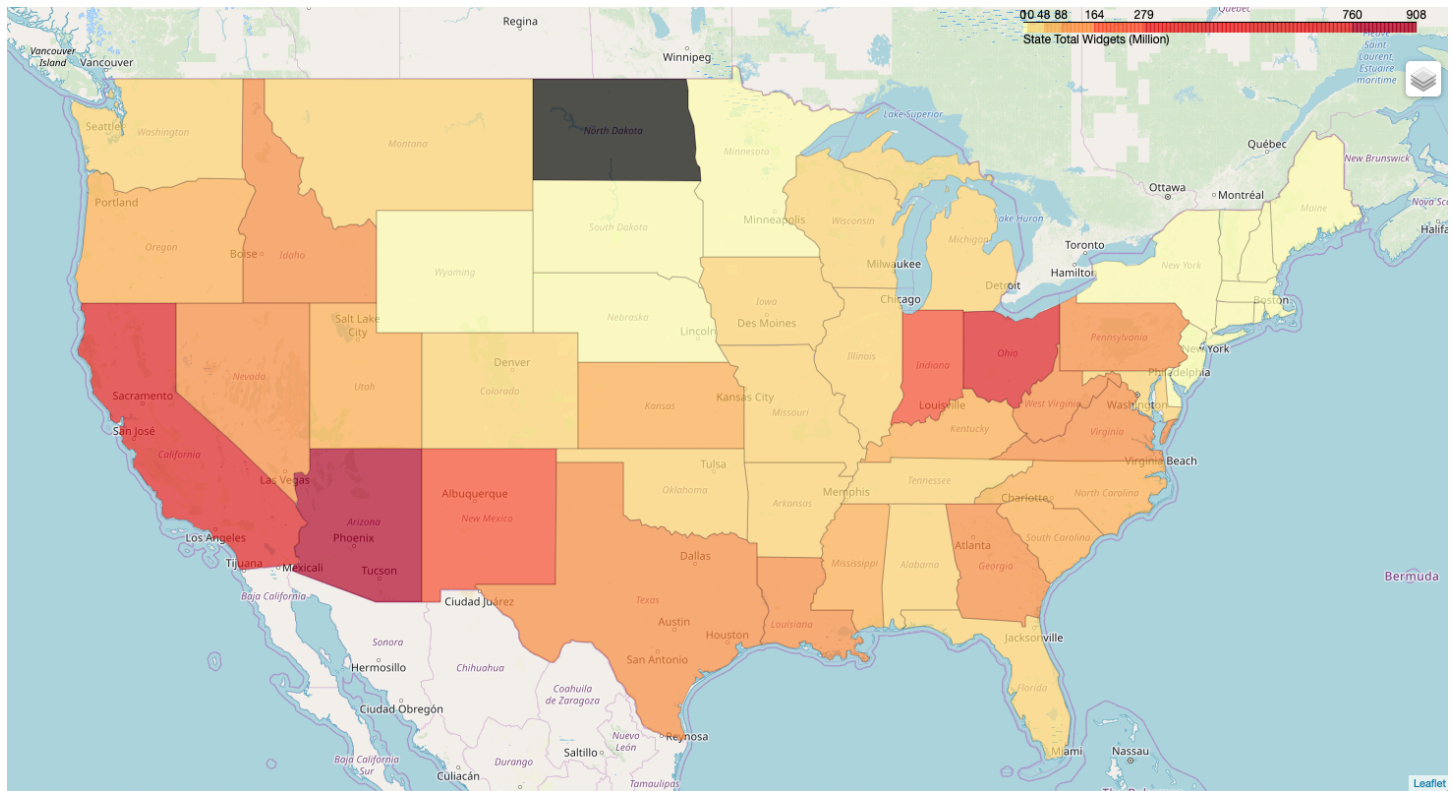 Regina
Québec
0 10 48 88 164 279 760 908
State Total Widgets (Million)
Vancouver
Island
Vancouver
Winnipeg
Golfe du
Saint-
Laurent,
Estuaire
maritime
Seattle
Washington
Montana
North Dakota
Minnesota
Lake Superior
Québec
New Brunswick
Ottawa
Montréal
Nova Sc
Halifa
Portland
Oregon
Boise
Idaho
South Dakota
Minneapolis
Wisconsin
Michigan
ake Huron
Maine
Toronto
Hamilton
New York
Wyoming
Milwaukee
Detroit
Chicago
Boston
Salt Lake
City
Nebraska
Lincoln
Iowa
Des Moines
Ohio
Pennsylvania
New York
Nevada
Utah
Denver
Colorado
Illinois
Indiana
Philadelphia
Sacramento
Kansas
Kansas City
Missouri
Louisville
West Virginia
Washington
San José
California
Kentucky
Virginia
Virginia Beach
Las Vegas
Albuquerque
New Mexico
Tulsa
Oklahoma
Arkansas
Memphis
Tennessee
Charlotte
North Carolina
Los Angeles
Arizona
Phoenix
Tucson
Dallas
Mississippi
Alabama
Atlanta
Georgia
South Carolina
Tijuana
Mexicali
Baja California
Ciudad Juárez
Texas
Austin
Houston
San Antonio
Louisiana
Bermuda
Jacksonville
Sonora
Hermosillo
Chihuahua
Coahuila
de Zaragoza
Florida
Ciudad Obregón
Nuevo
León
Reynosa
Saltillo
Miami
Nassau
Baja California
Sur
Culiacán
Durango
Tamaulipas
Leaflet